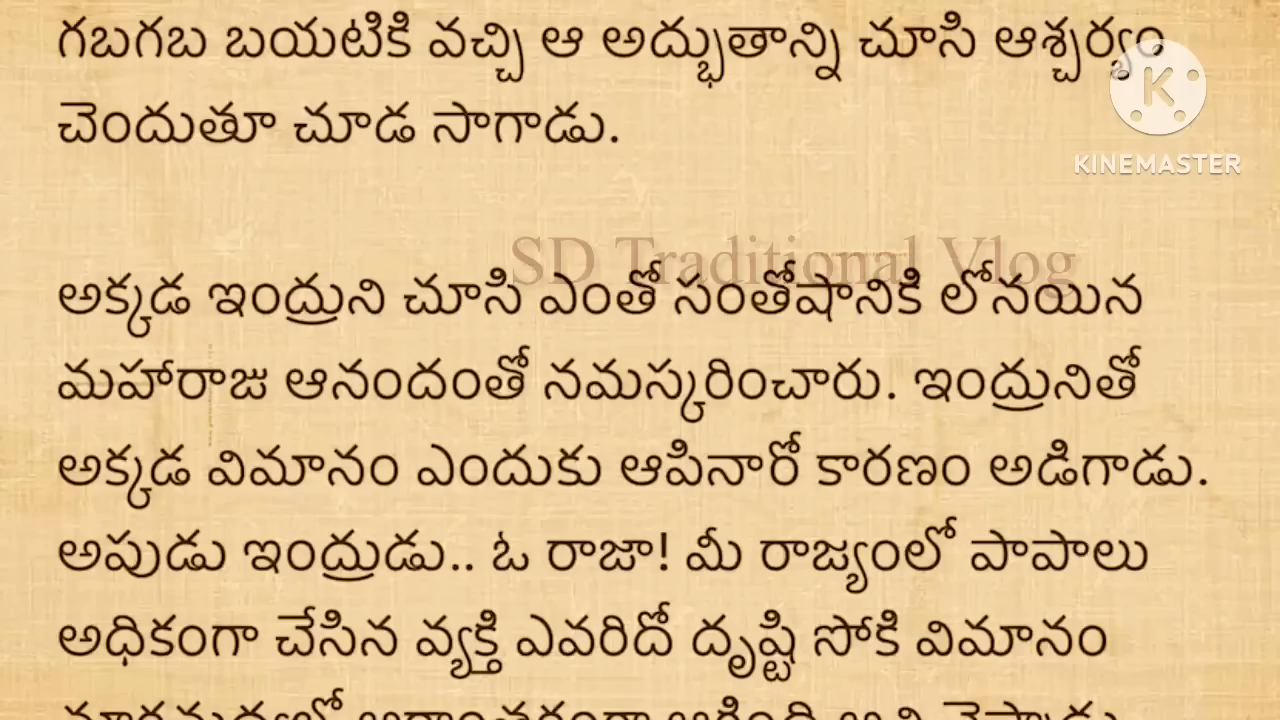 గబగబ బయటికి వచ్చి ఆ అద్భుతాన్ని చూసి ఆశ్చర్యం
చెందుతూ చూడ సాగాడు.
KINEMASTER
SD Traditional Vlog
అక్కడ ఇంద్రుని చూసి ఎంతో సంతోషానికి లోనయిన
మహారాజు ఆనందంతో నమస్కరించారు. ఇంద్రునితో
అక్కడ విమానం ఎందుకు ఆపినారో కారణం అడిగాడు.
అపుడు ఇంద్రుడు.. ఓ రాజా! మీ రాజ్యంలో పాపాలు
అధికంగా చేసిన వ్యక్తి ఎవరిదో దృష్టి సోకి విమానం